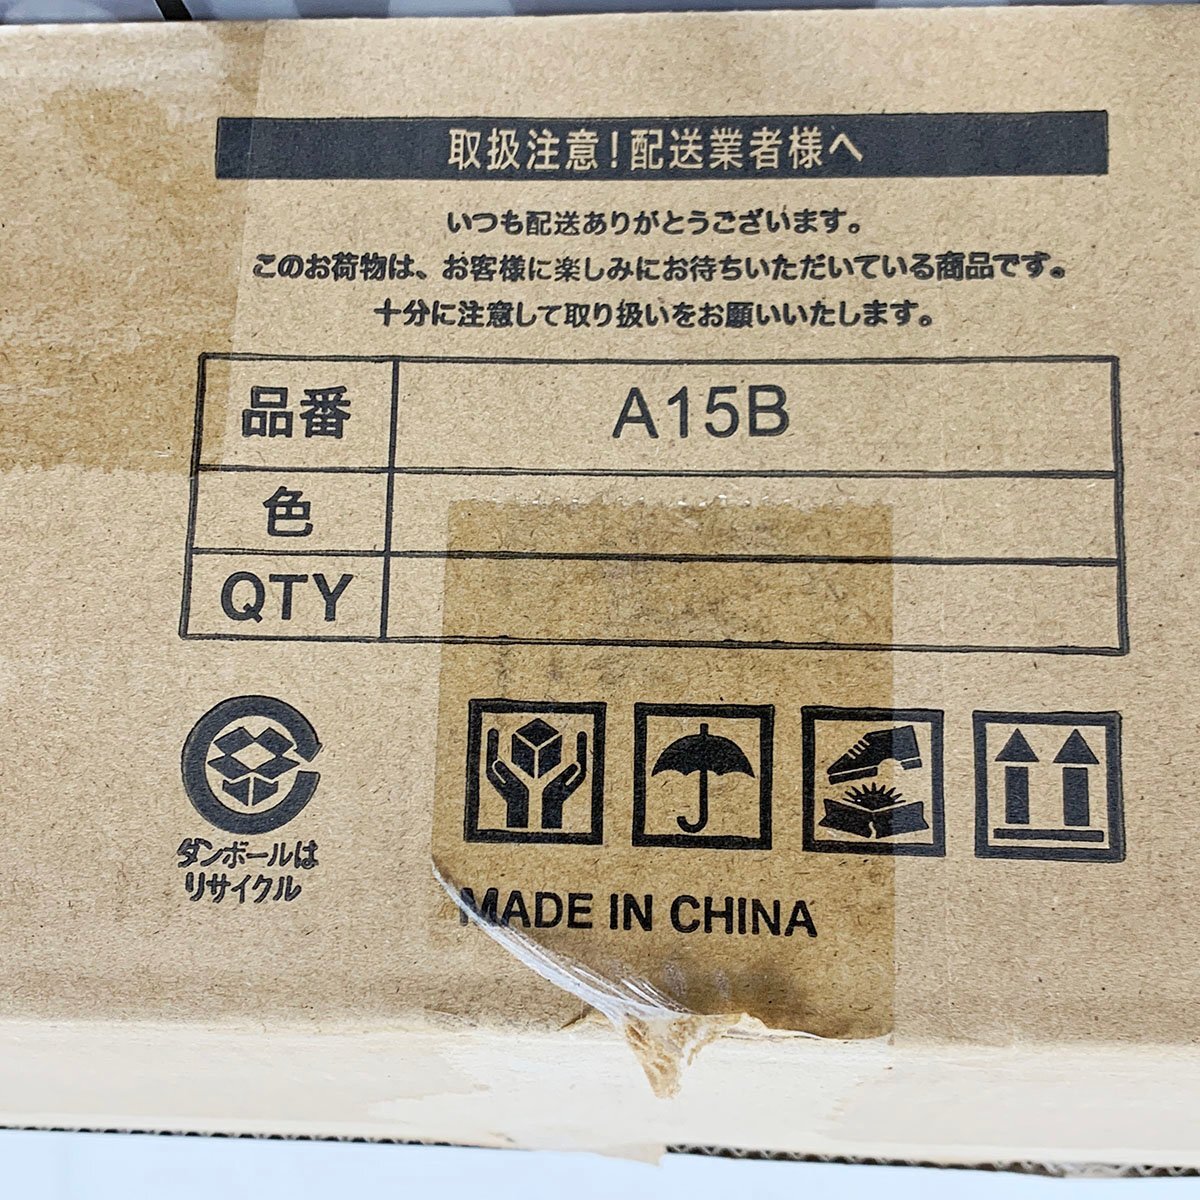 取扱注意！配送業者様へ
いつも配送ありがとうございます。
このお荷物は、お客様に楽しみにお待ちいただいている商品です。
十分に注意して取り扱いをお願いいたします。
品番 A15B
色
QTY
ダンボールは
リサイクル
MADE IN CHINA